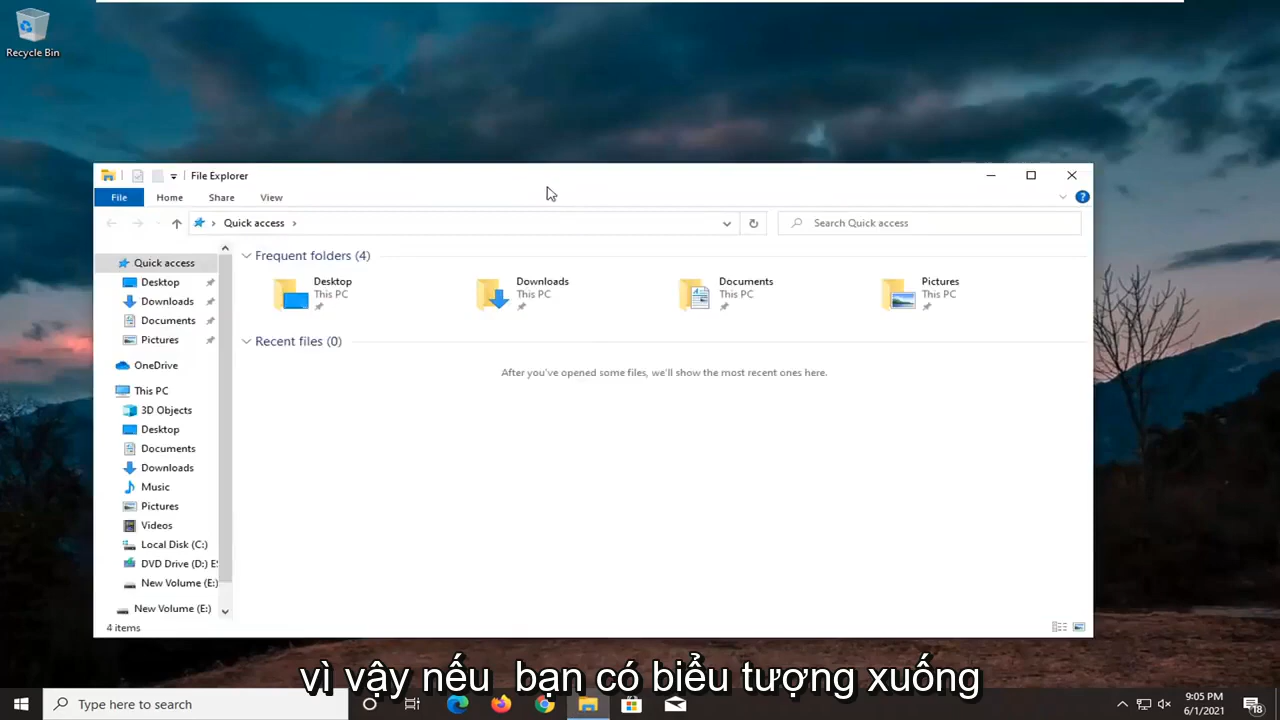 Recycle Bin
File Explorer
File Home Share View
Quick access
Search Quick access
Quick access
Desktop
Downloads
Documents
Pictures
OneDrive
This PC
3D Objects
Desktop
Documents
Downloads
Music
Pictures
Videos
Local Disk (C:)
DVD Drive (D:) ES
New Volume (E:)
New Volume (E:)
Frequent folders (4)
Desktop
This PC
Downloads
This PC
Documents
This PC
Pictures
This PC
Recent files (0)
After you've opened some files, we'll show the most recent ones here.
4 items
vì vậy nếu bạn có biểu tượng xuống
Type here to search
9:05 PM
6/1/2021
18